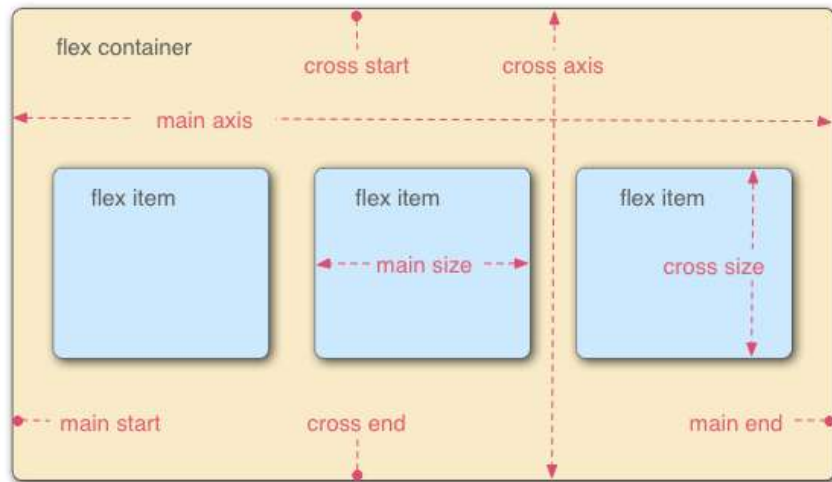 flex container
cross start
cross axis
main axis
flex item
flex item
flex item
main size
cross size
main start
cross end
main end